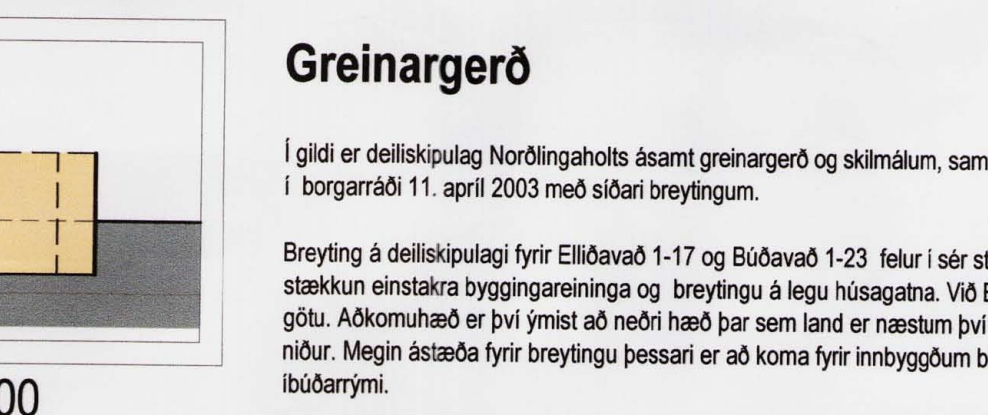 Greinargerð
Í gildi er deiliskipulag Norðlingaholts ásamt greinargerð og skilmálum, sam
í borgarráði 11. apríl 2003 með síðari breytingum.
Breyting á deiliskipulagi fyrir Elliðavað 1-17 og Búðavað 1-23 felur í sér st
stækkun einstakra byggingareininga og breytingu á legu húsagatna. Við B
götu. Aðkomuhæð er því ýmist að neðri hæð þar sem land er næstum því
niður. Megin ástæða fyrir breytingu þessari er að koma fyrir innbyggðum b
íbúðarrými.
00